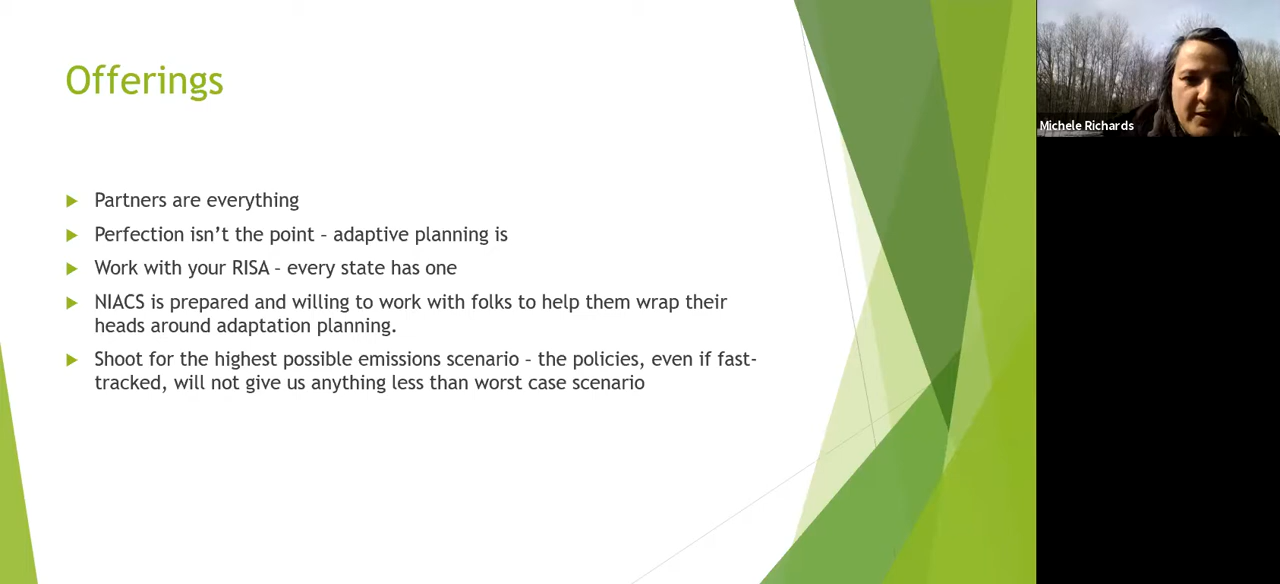 Offerings
Michele Richards
Partners are everything
Perfection isn’t the point – adaptive planning is
Work with your RISA – every state has one
NIACS is prepared and willing to work with folks to help them wrap their
heads around adaptation planning.
Shoot for the highest possible emissions scenario – the policies, even if fast-
tracked, will not give us anything less than worst case scenario